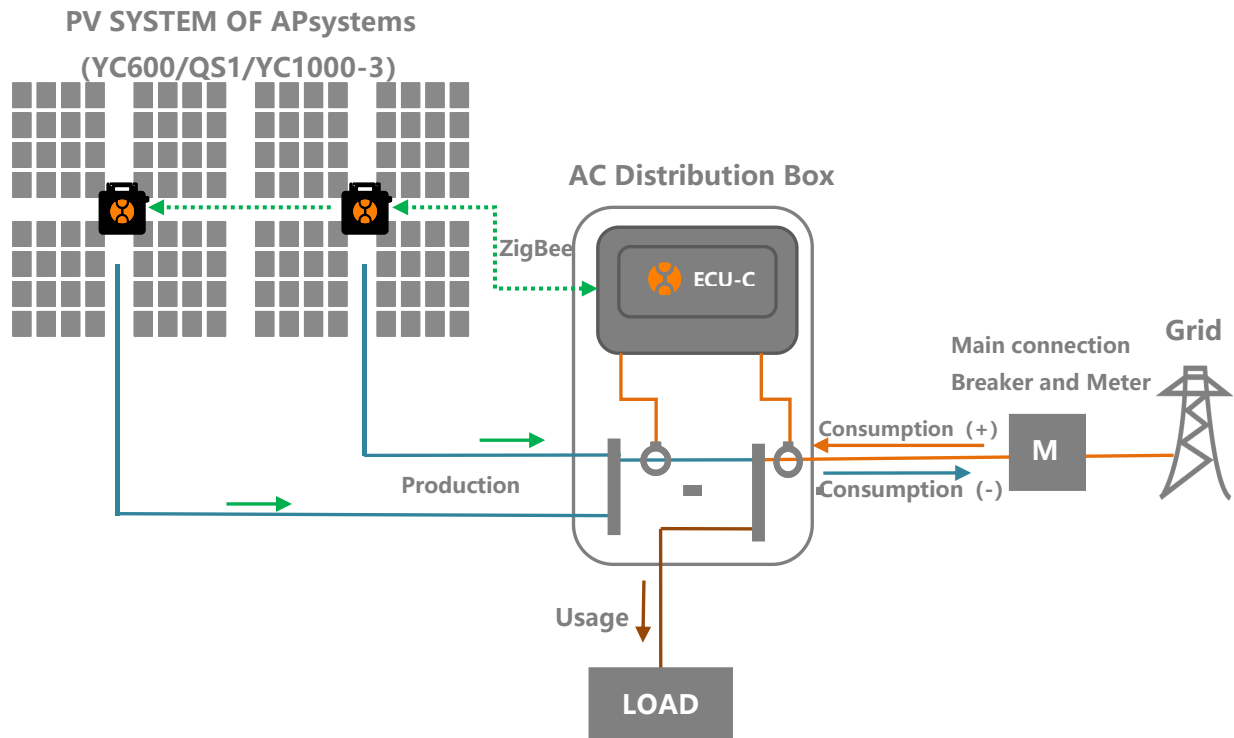 PV SYSTEM OF APsystems
(YC600/QS1/YC1000-3)
AC Distribution Box
ZigBee
ECU-C
Grid
Main connection
Breaker and Meter
Consumption (+)
M
Production
Consumption (-)
Usage
LOAD